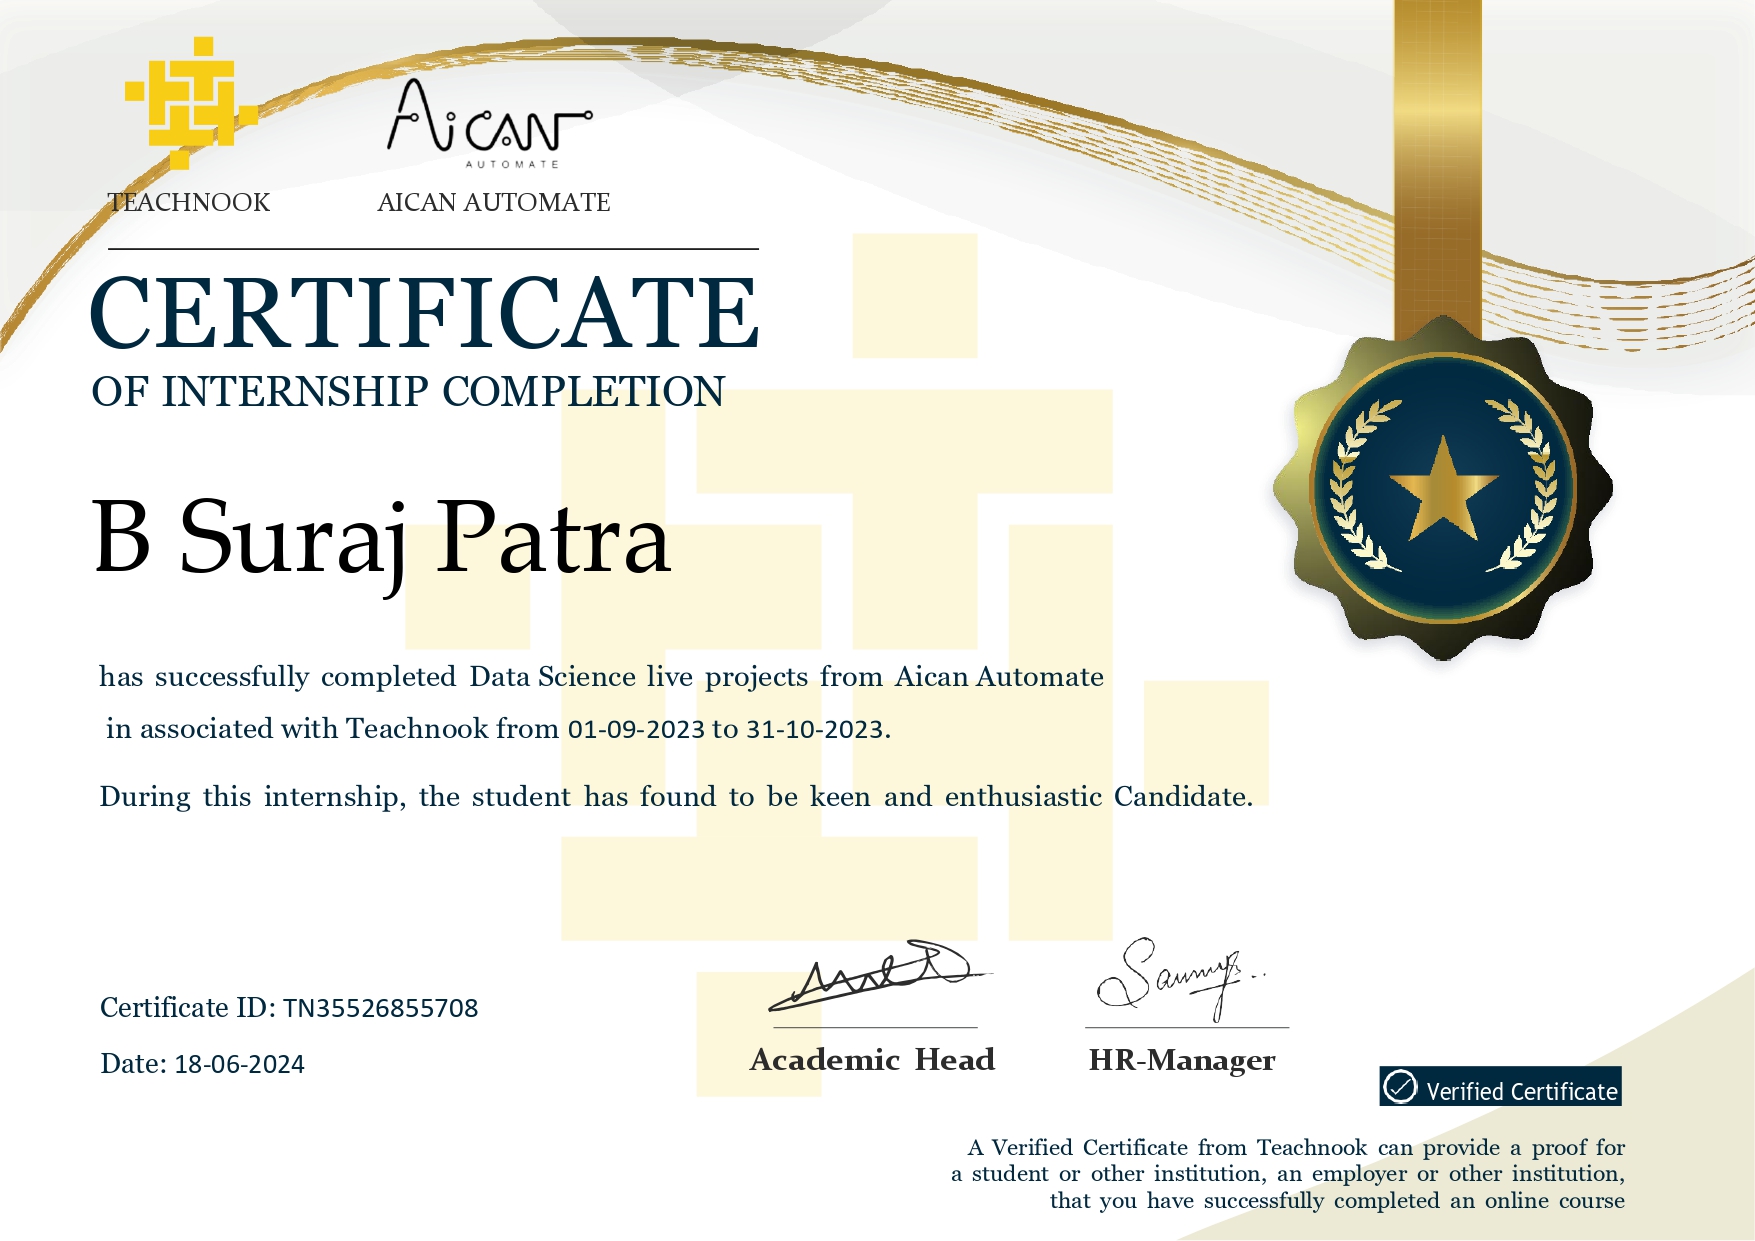 AiCAN
AUTOMATE
TEACHNOOK
AICAN AUTOMATE
CERTIFICATE
OF INTERNSHIP COMPLETION
B Suraj Patra
has successfully completed Data Science live projects from Aican Automate
in associated with Teachnook from 01-09-2023 to 31-10-2023.
During this internship, the student has found to be keen and enthusiastic Candidate.
Certificate ID: TN35526855708
Date: 18-06-2024
Academic Head
HR-Manager
Verified Certificate
A Verified Certificate from Teachnook can provide a proof for
a student or other institution, an employer or other institution,
that you have successfully completed an online course